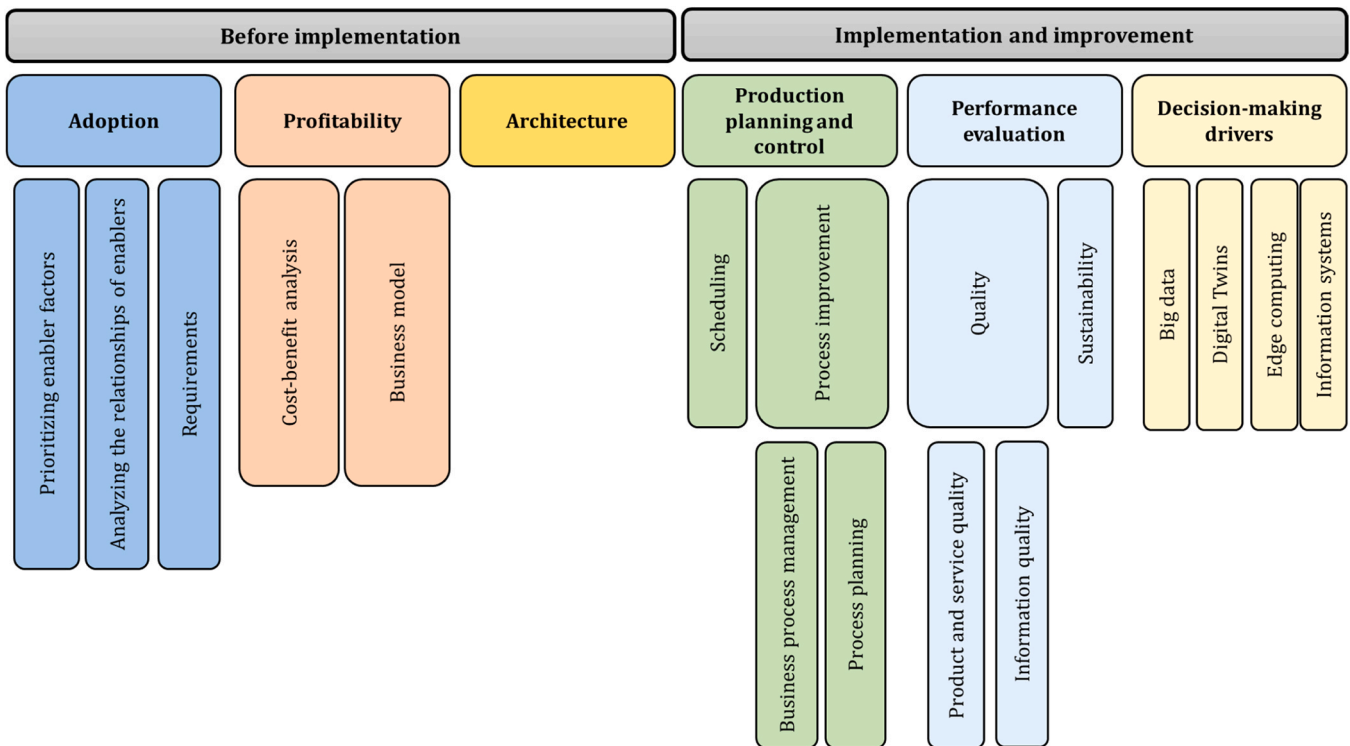 Before implementation
Implementation and improvement
Adoption
Profitability
Architecture
Production
planning and
control
Performance
evaluation
Decision-making
drivers
Prioritizing enabler factors
Analyzing the relationships of enablers
Requirements
Cost-benefit analysis
Business model
Scheduling
Process improvement
Quality
Sustainability
Big data
Digital Twins
Edge computing
Information systems
Business process management
Process planning
Product and service quality
Information quality